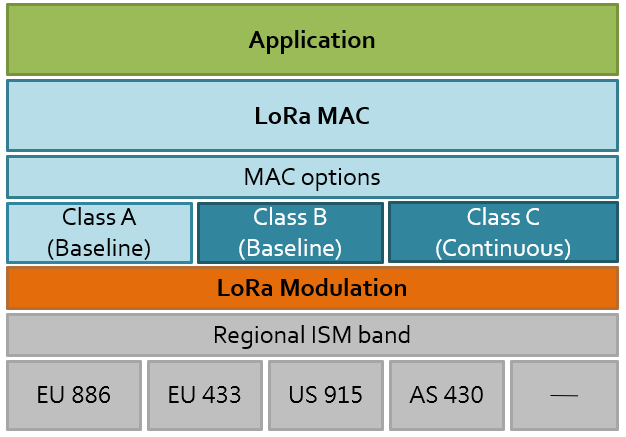 Application
LoRa MAC
MAC options
Class A
(Baseline)
Class B
(Baseline)
Class C
(Continuous)
LoRa Modulation
Regional ISM band
EU 886
EU 433
US 915
AS 430
—